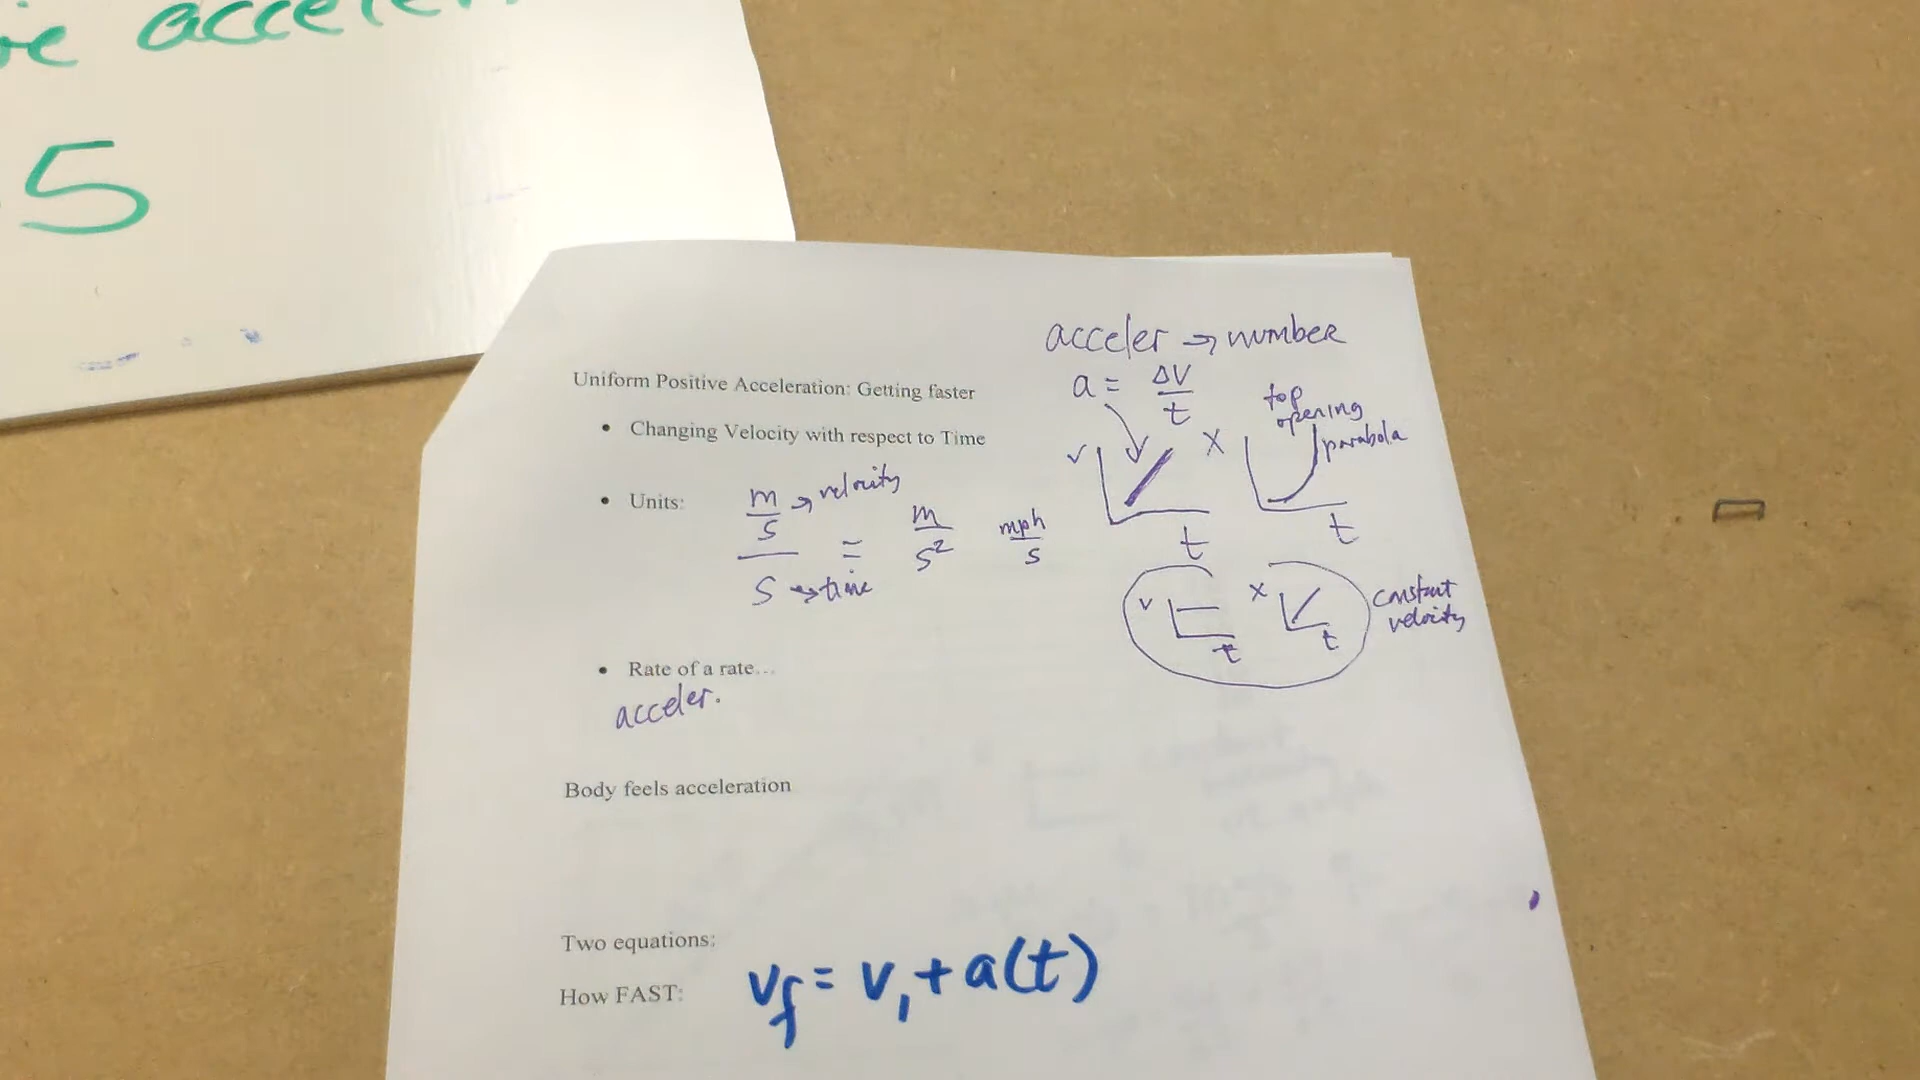 acceler
5
acceler → number
Uniform Positive Acceleration: Getting faster
a = ΔV / t
• Changing Velocity with respect to Time
top opening parabola
v
t
x
t
• Units:
m/s → velocity
s → time
= m/s²
mph/s
v
t
x
t
constant velocity
• Rate of a rate...
acceler.
Body feels acceleration
Two equations:
How FAST: vf = v₁ + a(t)